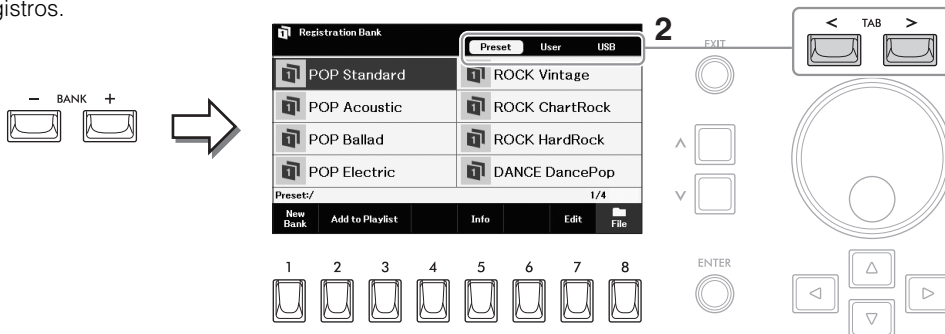 gistros.
− BANK +
Registration Bank
Preset User USB
POP Standard
ROCK Vintage
POP Acoustic
ROCK ChartRock
POP Ballad
ROCK HardRock
POP Electric
DANCE DancePop
Preset:/
1/4
New Bank
Add to Playlist
Info
Edit
File
1 2 3 4 5 6 7 8
2
EXIT
ENTER
< TAB >